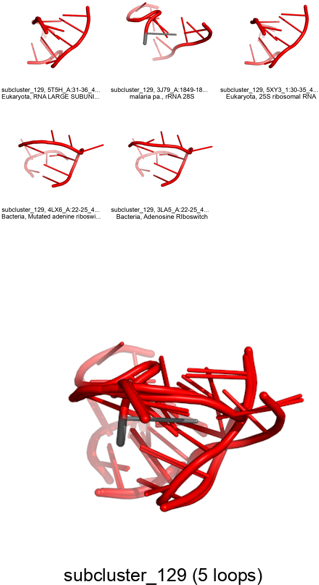 subcluster_129, 5T5H_A:31-36_4...
Eukaryota, RNA LARGE SUBUNI...
subcluster_129, 3J79_A:1849-18...
malaria pa., rRNA 28S
subcluster_129, 5XY3_1:30-35_4...
Eukaryota, 25S ribosomal RNA
subcluster_129, 4LX6_A:22-25_4...
Bacteria, Mutated adenine riboswi...
subcluster_129, 3LA5_A:22-25_4...
Bacteria, Adenosine RIboswitch
subcluster_129 (5 loops)